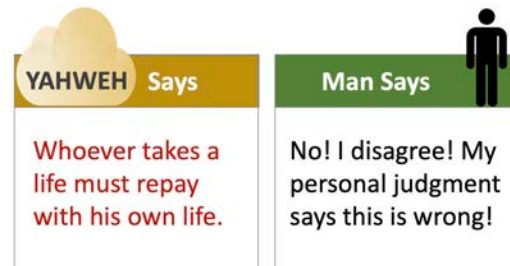 YAHWEH Says
Whoever takes a
life must repay
with his own life.
Man Says
No! I disagree! My
personal judgment
says this is wrong!